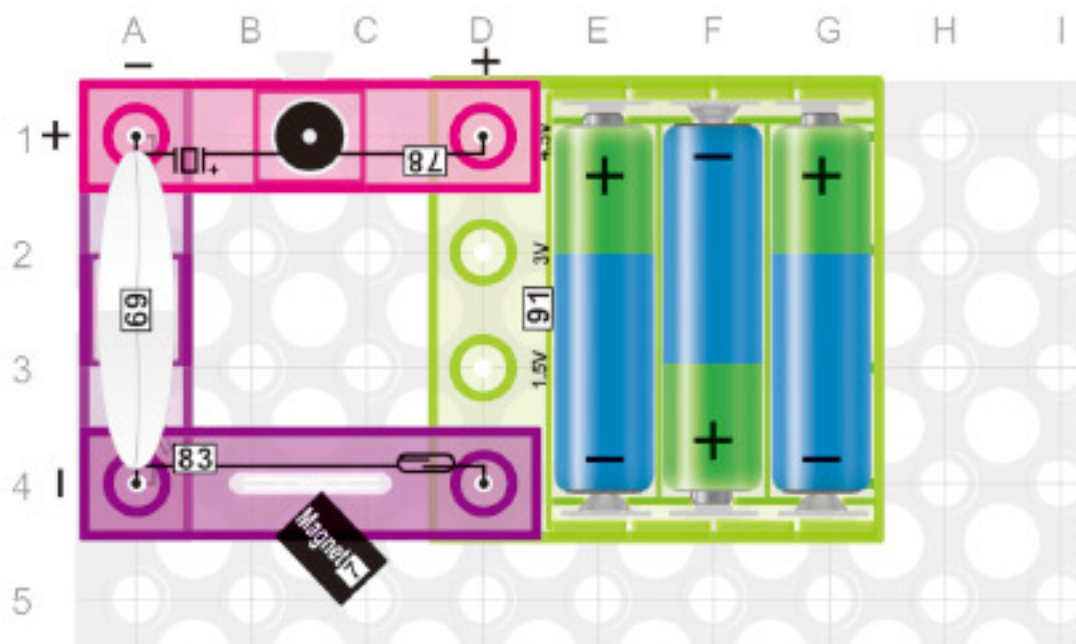 A B C D E F G H I
− +
1 + 78 4.5V + − +
2 3V
69 91
3 1.5V
83 − + −
4 −
Magnet 7
5